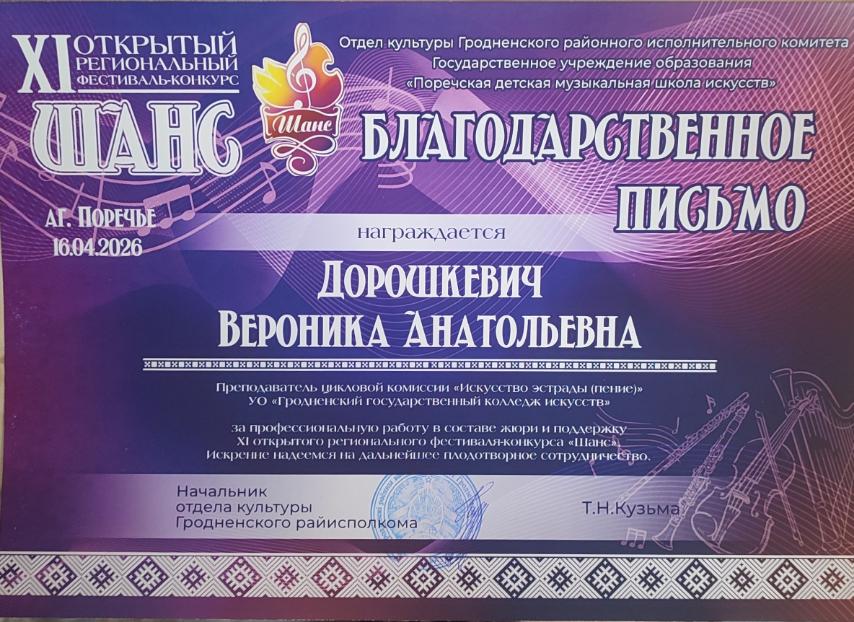 XI ОТКРЫТЫЙ
РЕГИОНАЛЬНЫЙ
ФЕСТИВАЛЬ-КОНКУРС
ШАНС
Шанс
АГ. ПОРЕЧЬЕ
16.04.2026
Отдел культуры Гродненского районного исполнительного комитета
Государственное учреждение образования
«Поречская детская музыкальная школа искусств»
БЛАГОДАРСТВЕННОЕ
ПИСЬМО
награждается
ДОРОШКЕВИЧ
ВЕРОНИКА АНАТОЛЬЕВНА
Преподаватель цикловой комиссии «Искусство эстрады (пение)»
УО «Гродненский государственный колледж искусств»
за профессиональную работу в составе жюри и поддержку
XI открытого регионального фестиваля-конкурса «Шанс».
Искренне надеемся на дальнейшее плодотворное сотрудничество.
Начальник
отдела культуры
Гродненского райисполкома
Т.Н.Кузьма